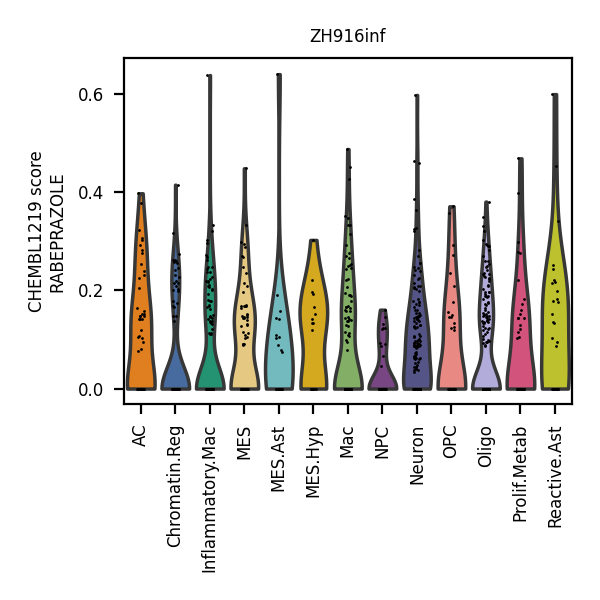 ZH916inf
CHEMBL1219 score
RABEPRAZOLE
0.6
0.4
0.2
0.0
AC
Chromatin.Reg
Inflammatory.Mac
MES
MES.Ast
MES.Hyp
Mac
NPC
Neuron
OPC
Oligo
Prolif.Metab
Reactive.Ast